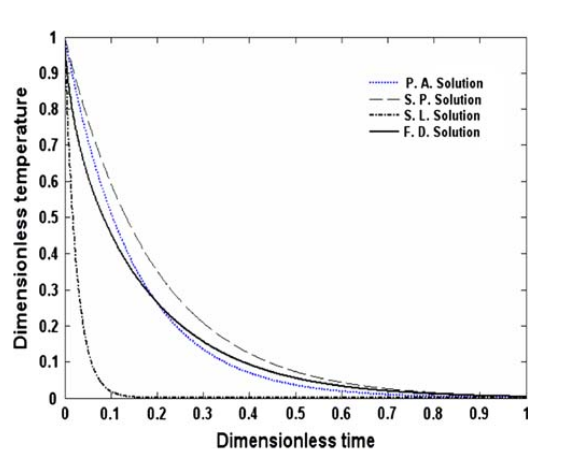 1
0.9
0.8
0.7
0.6
0.5
0.4
0.3
0.2
0.1
0
Dimensionless temperature
P. A. Solution
S. P. Solution
S. L. Solution
F. D. Solution
0 0.1 0.2 0.3 0.4 0.5 0.6 0.7 0.8 0.9 1
Dimensionless time